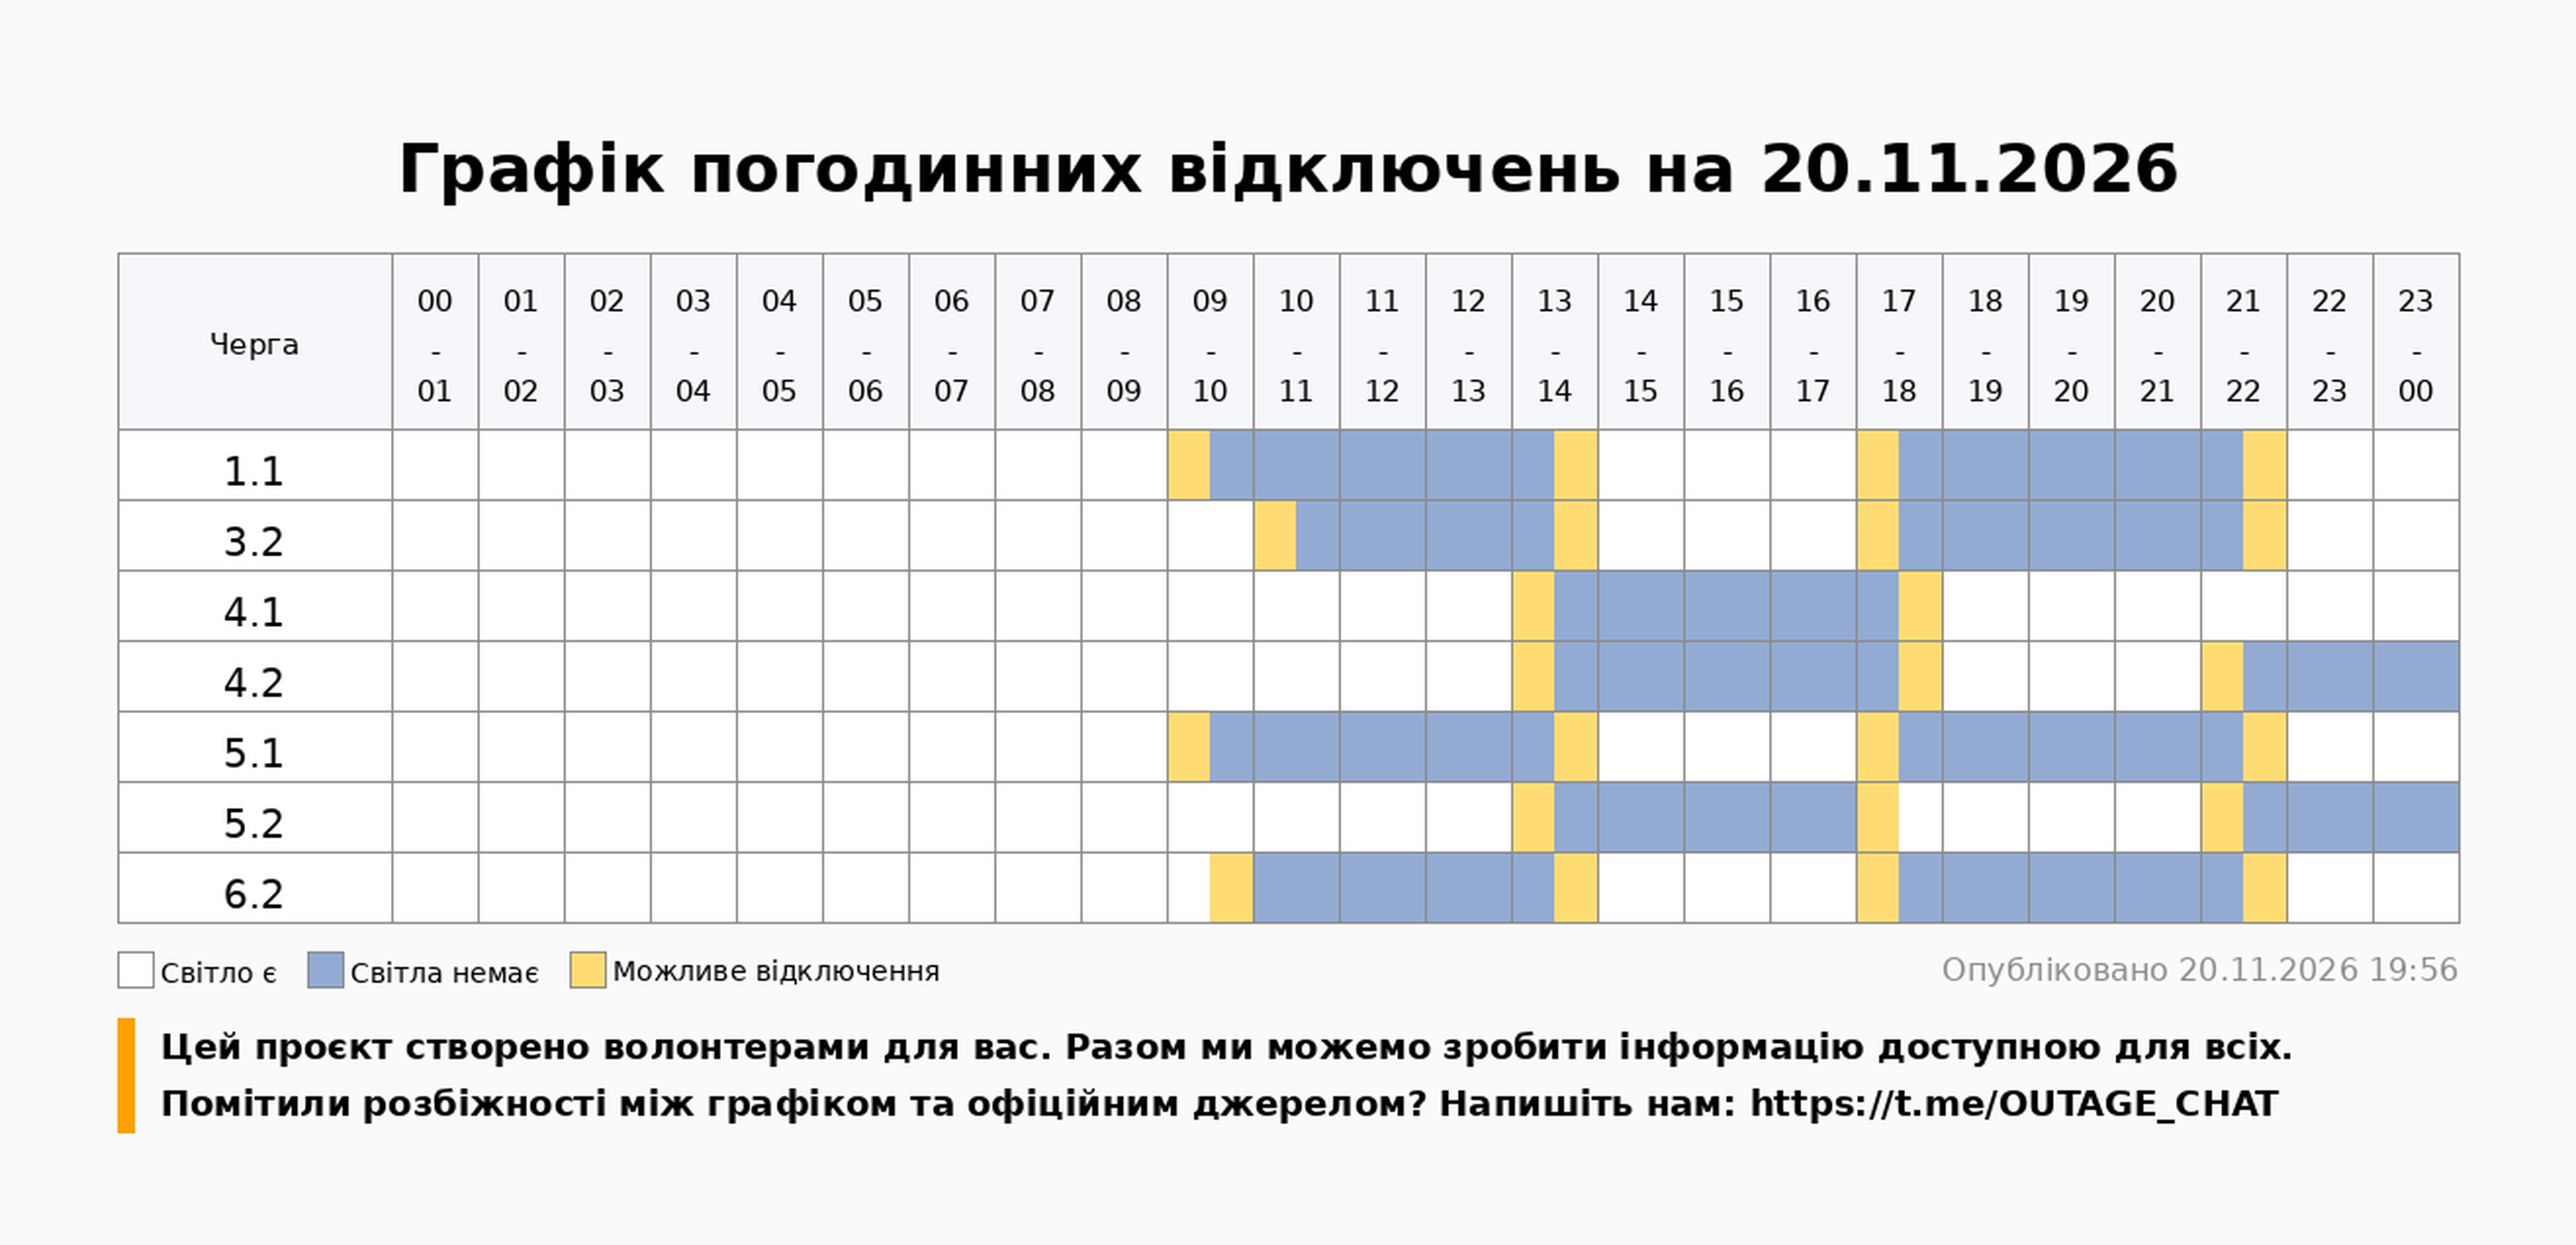 Графік погодинних відключень на 20.11.2026
Черга 00 - 01 01 - 02 02 - 03 03 - 04 04 - 05 05 - 06 06 - 07 07 - 08 08 - 09 09 - 10 10 - 11 11 - 12 12 - 13 13 - 14 14 - 15 15 - 16 16 - 17 17 - 18 18 - 19 19 - 20 20 - 21 21 - 22 22 - 23 23 - 00
1.1
3.2
4.1
4.2
5.1
5.2
6.2
Світло є Світла немає Можливе відключення Опубліковано 20.11.2026 19:56
Цей проєкт створено волонтерами для вас. Разом ми можемо зробити інформацію доступною для всіх.
Помітили розбіжності між графіком та офіційним джерелом? Напишіть нам: https://t.me/OUTAGE_CHAT